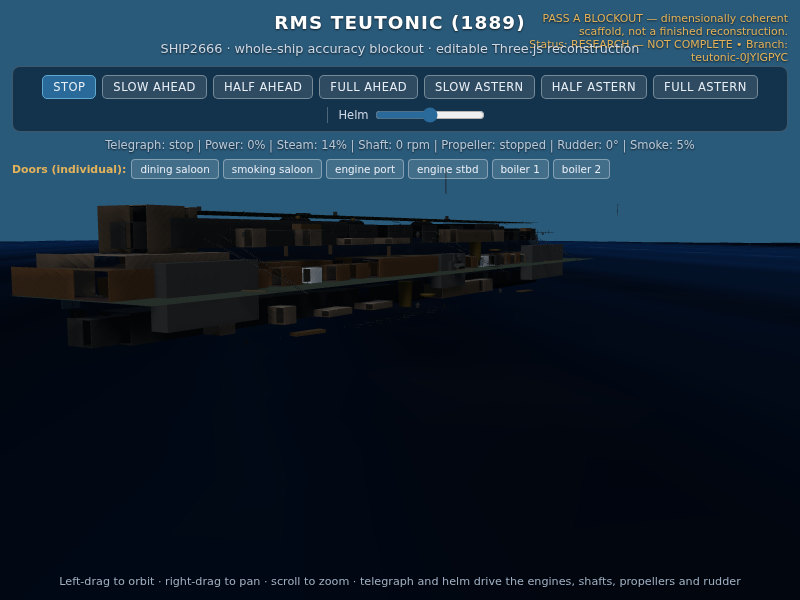 RMS TEUTONIC (1889)
SHIP2666 · whole-ship accuracy blockout · editable Three.js reconstruction
PASS A BLOCKOUT — dimensionally coherent
scaffold, not a finished reconstruction.
Status: RESEARCH — NOT COMPLETE • Branch:
teutonic-0JYIGPYC
STOP
SLOW AHEAD
HALF AHEAD
FULL AHEAD
SLOW ASTERN
HALF ASTERN
FULL ASTERN
Helm
Telegraph: stop | Power: 0% | Steam: 14% | Shaft: 0 rpm | Propeller: stopped | Rudder: 0° | Smoke: 5%
Doors (individual):
dining saloon
smoking saloon
engine port
engine stbd
boiler 1
boiler 2
Left-drag to orbit · right-drag to pan · scroll to zoom · telegraph and helm drive the engines, shafts, propellers and rudder